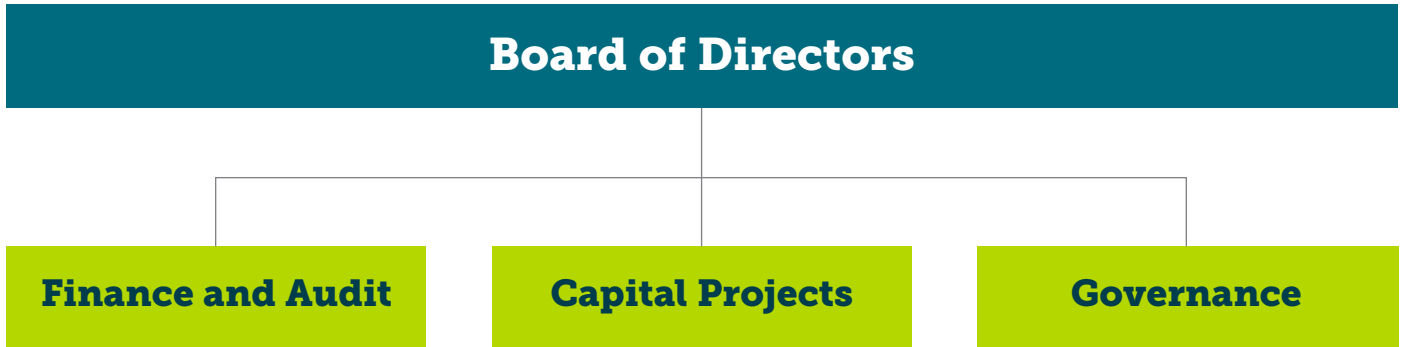 Board of Directors
Finance and Audit
Capital Projects
Governance